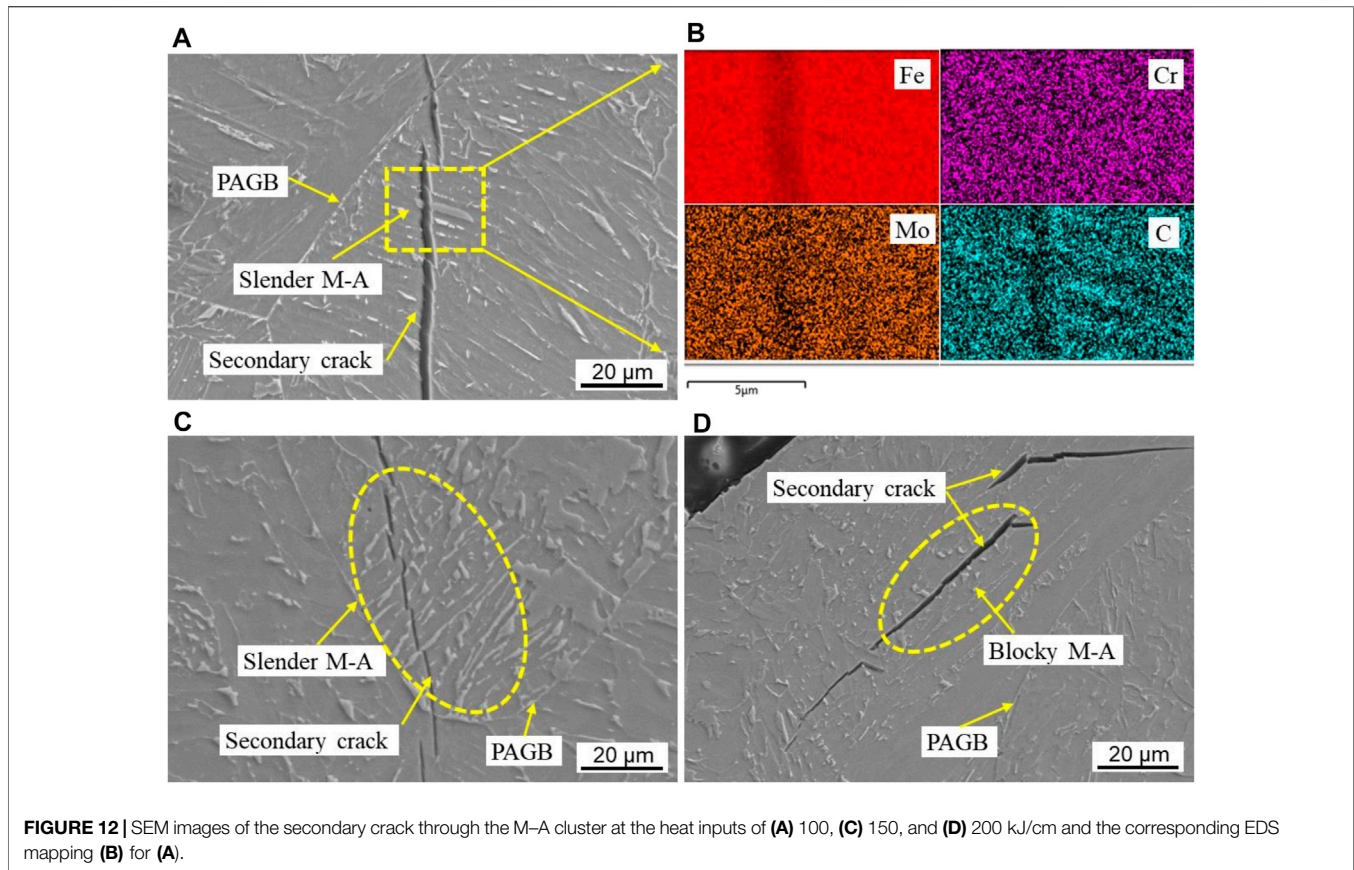 A
PAGB
Slender M-A
Secondary crack
20 μm
B
Fe
Cr
Mo
C
5μm
C
Slender M-A
Secondary crack
PAGB
20 μm
D
Secondary crack
Blocky M-A
PAGB
20 μm
FIGURE 12 | SEM images of the secondary crack through the M–A cluster at the heat inputs of (A) 100, (C) 150, and (D) 200 kJ/cm and the corresponding EDS
mapping (B) for (A).